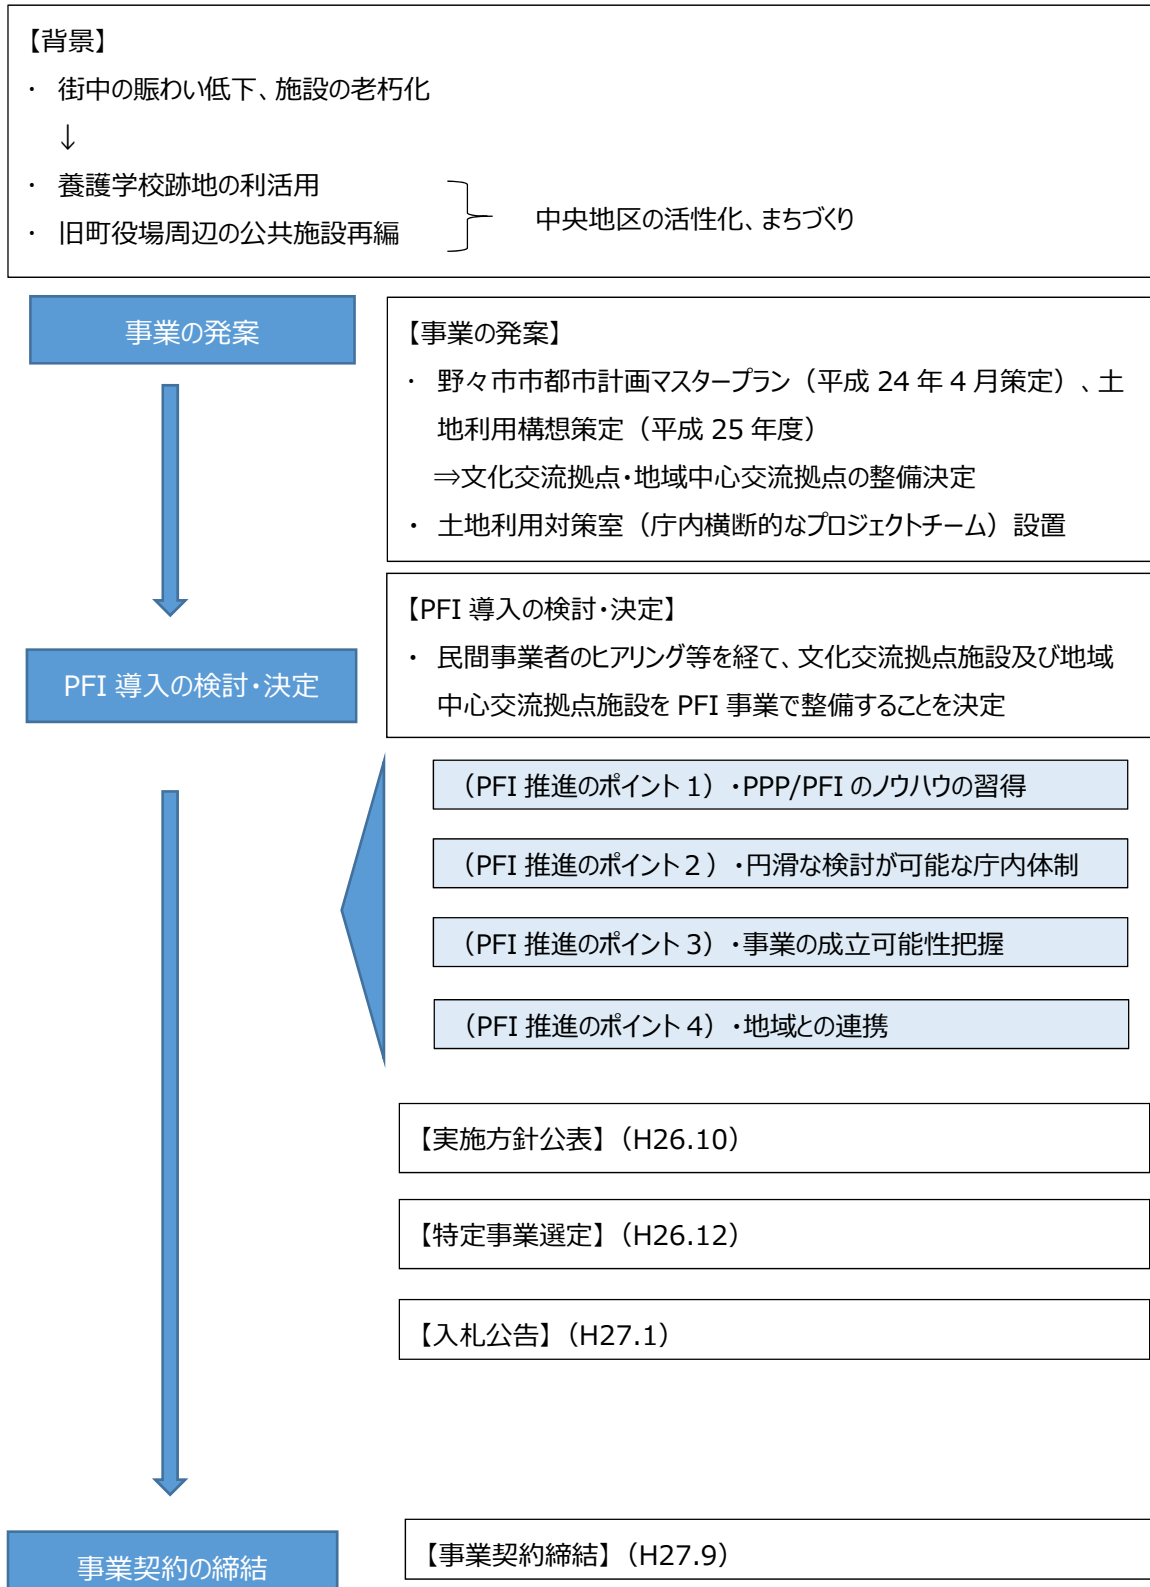 【背景】
・ 街中の賑わい低下、施設の老朽化
↓
・ 養護学校跡地の利活用
・ 旧町役場周辺の公共施設再編
中央地区の活性化、まちづくり
事業の発案
【事業の発案】
・ 野々市市都市計画マスタープラン（平成 24 年 4 月策定）、土
地利用構想策定（平成 25 年度）
⇒文化交流拠点・地域中心交流拠点の整備決定
・ 土地利用対策室（庁内横断的なプロジェクトチーム）設置
PFI 導入の検討・決定
【PFI 導入の検討・決定】
・ 民間事業者のヒアリング等を経て、文化交流拠点施設及び地域
中心交流拠点施設を PFI 事業で整備することを決定
（PFI 推進のポイント 1）・PPP/PFI のノウハウの習得
（PFI 推進のポイント 2 ）・円滑な検討が可能な庁内体制
（PFI 推進のポイント 3）・事業の成立可能性把握
（PFI 推進のポイント 4）・地域との連携
【実施方針公表】（H26.10）
【特定事業選定】（H26.12）
【入札公告】（H27.1）
事業契約の締結
【事業契約締結】（H27.9）